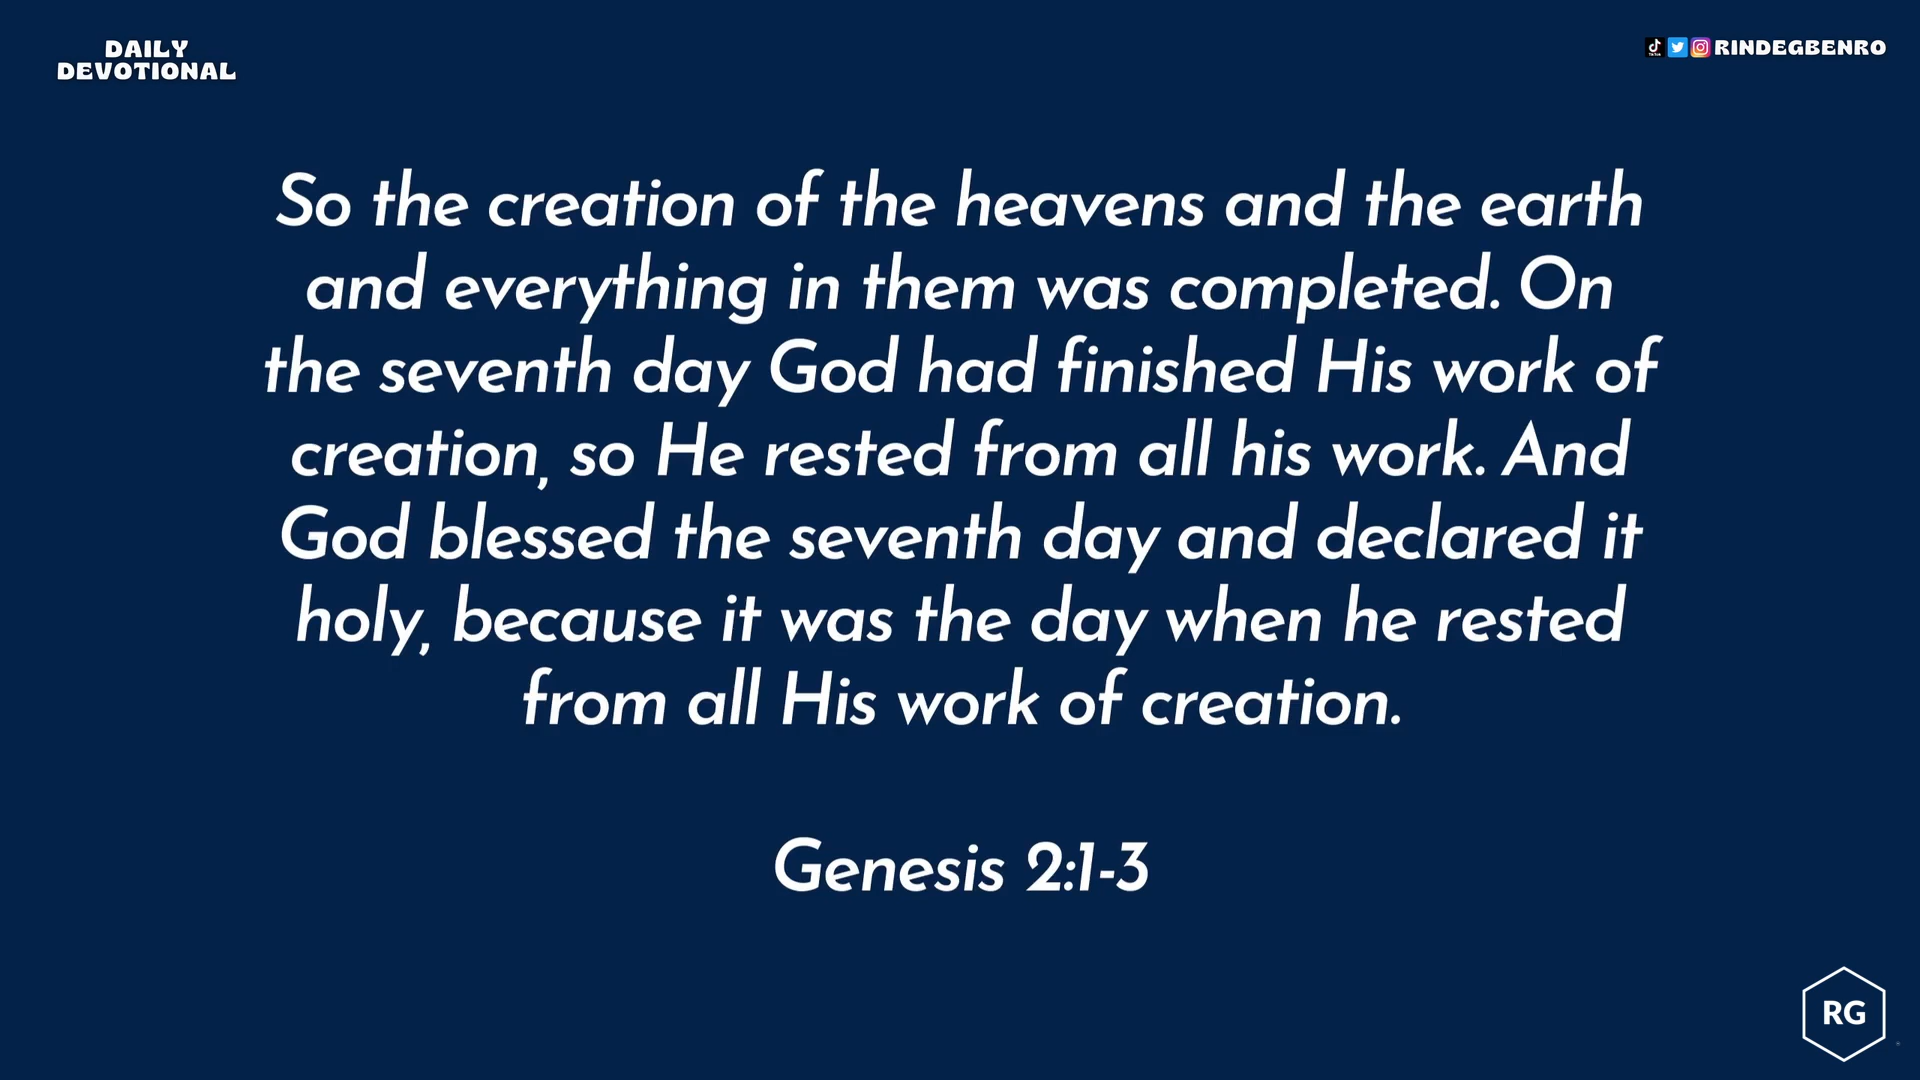 DAILY
DEVOTIONAL
RINDEGBENRO
So the creation of the heavens and the earth
and everything in them was completed. On
the seventh day God had finished His work of
creation, so He rested from all his work. And
God blessed the seventh day and declared it
holy, because it was the day when he rested
from all His work of creation.
Genesis 2:1-3
RG